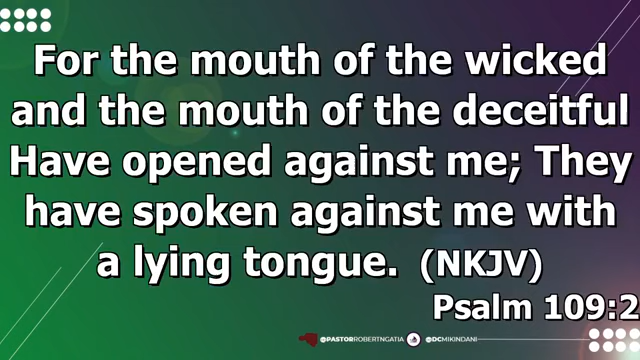 For the mouth of the wicked
and the mouth of the deceitful
Have opened against me; They
have spoken against me with
a lying tongue. (NKJV)
Psalm 109:2
@PASTORROBERTNGATIA @DCMIKINDANI